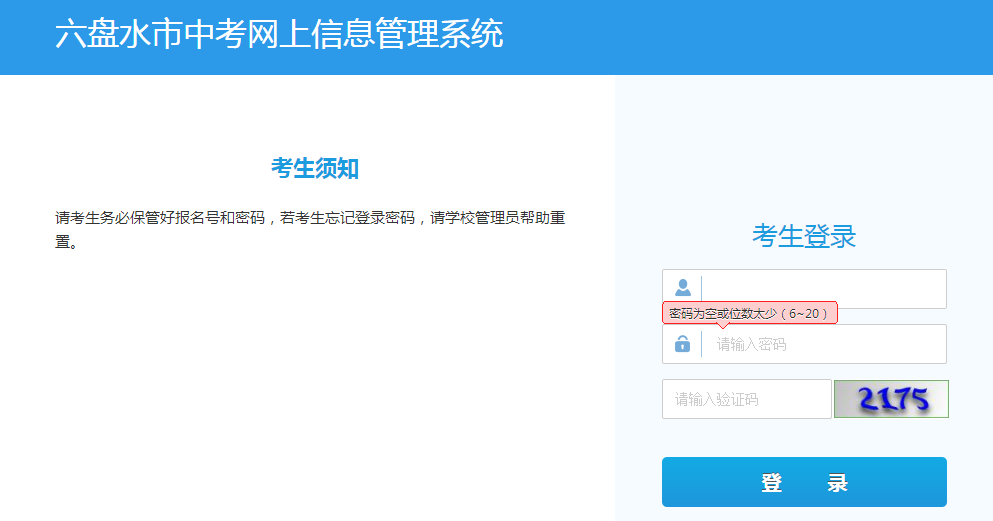 六盘水市中考网上信息管理系统
考生须知
请考生务必保管好报名号和密码，若考生忘记登录密码，请学校管理员帮助重
置。
考生登录
密码为空或位数太少（6~20）
请输入密码
请输入验证码
2175
登 录